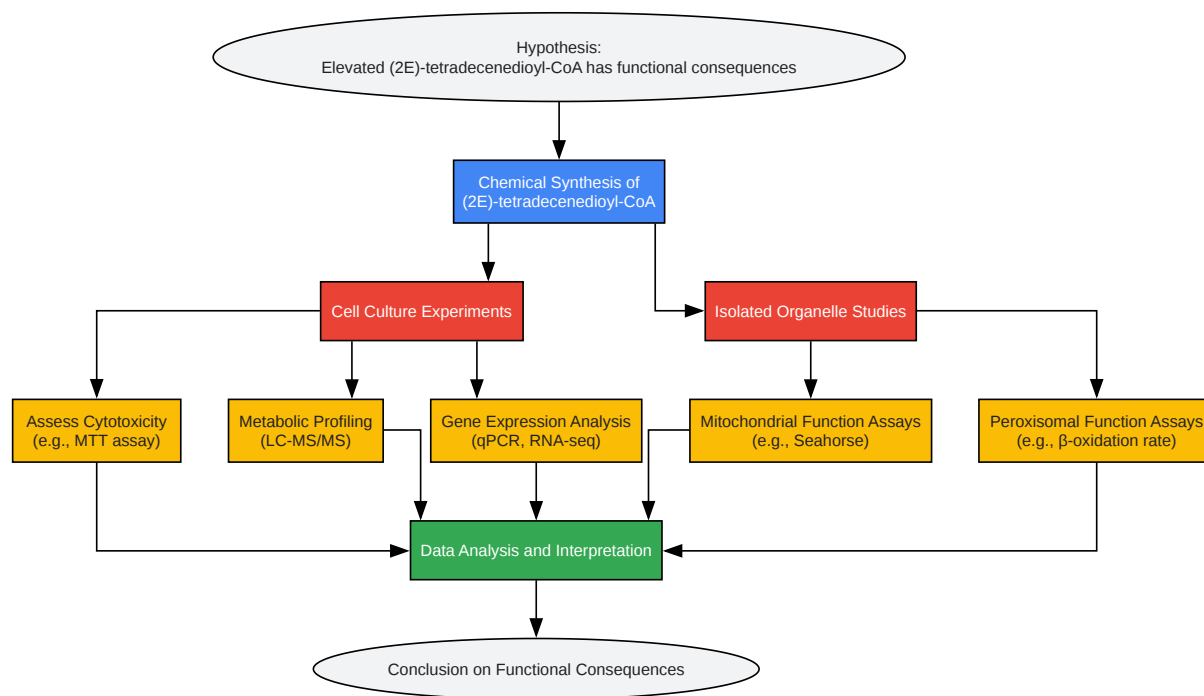 Hypothesis:
Elevated (2E)-tetradecenedioyl-CoA has functional consequences
Chemical Synthesis of
(2E)-tetradecenedioyl-CoA
Cell Culture Experiments
Isolated Organelle Studies
Assess Cytotoxicity
(e.g., MTT assay)
Metabolic Profiling
(LC-MS/MS)
Gene Expression Analysis
(qPCR, RNA-seq)
Mitochondrial Function Assays
(e.g., Seahorse)
Peroxisomal Function Assays
(e.g., β-oxidation rate)
Data Analysis and Interpretation
Conclusion on Functional Consequences